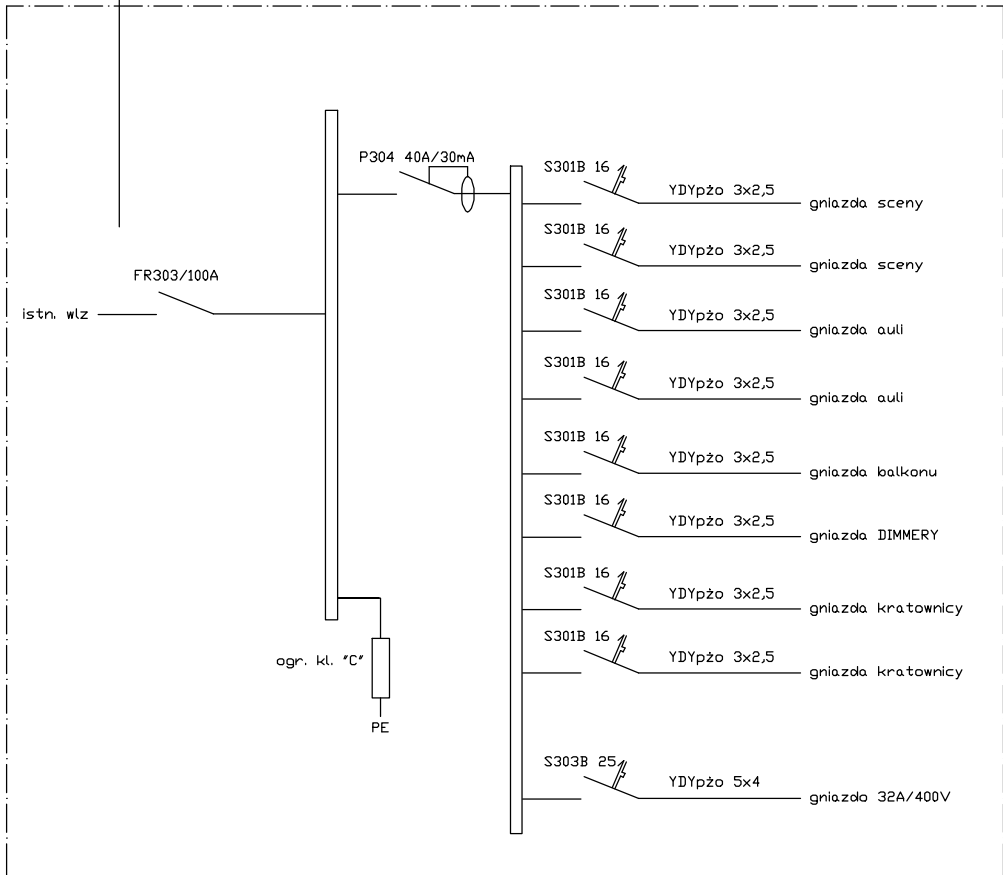 P304 40A/30mA
S301B 16
YDYpżo 3x2,5
gniazda sceny
S301B 16
YDYpżo 3x2,5
gniazda sceny
FR303/100A
istn. wlz
S301B 16
YDYpżo 3x2,5
gniazda auli
S301B 16
YDYpżo 3x2,5
gniazda auli
S301B 16
YDYpżo 3x2,5
gniazda balkonu
S301B 16
YDYpżo 3x2,5
gniazda DIMMERY
S301B 16
YDYpżo 3x2,5
gniazda kratownicy
S301B 16
YDYpżo 3x2,5
gniazda kratownicy
ogr. kl. "C"
PE
S303B 25
YDYpżo 5x4
gniazdo 32A/400V